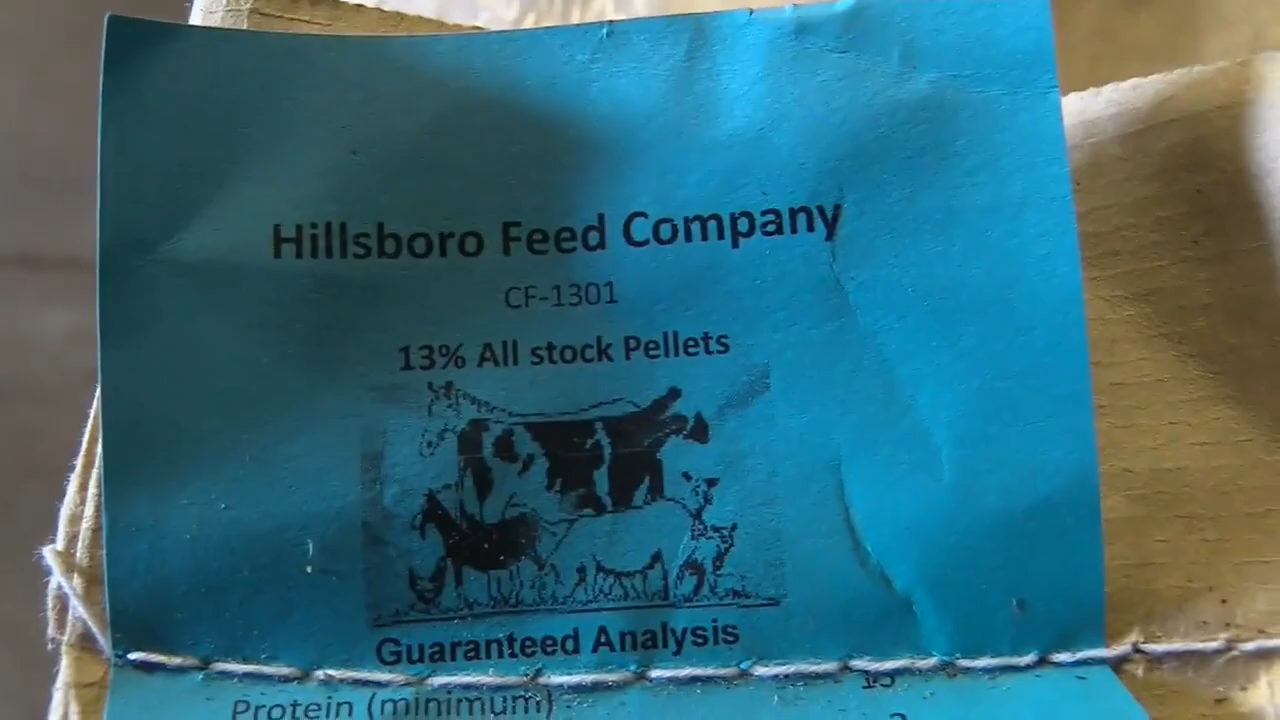 Hillsboro Feed Company
CF-1301
13% All stock Pellets
Guaranteed Analysis
Protein (minimum)